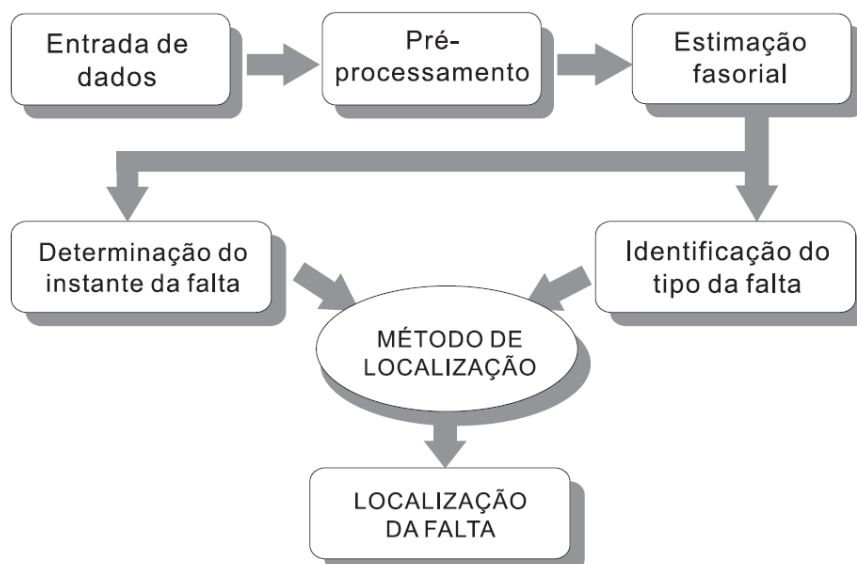 Entrada de
dados
Pré-
processamento
Estimação
fasorial
Determinação do
instante da falta
Identificação do
tipo da falta
MÉTODO DE
LOCALIZAÇÃO
LOCALIZAÇÃO
DA FALTA